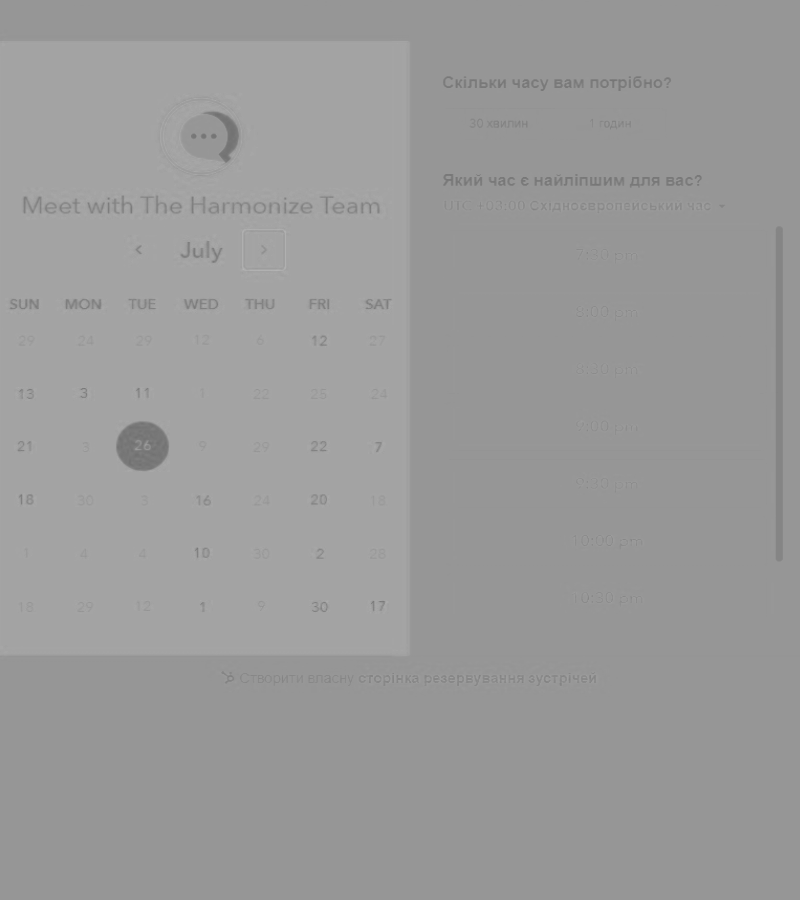 Meet with The Harmonize Team
July
SUN MON TUE WED THU FRI SAT
29 24 29 12 6 12 27
13 3 11 1 22 25 24
21 3 26 9 29 22 7
18 30 3 16 24 20 18
1 4 4 10 30 2 28
18 29 12 1 9 30 17
Скільки часу вам потрібно?
30 хвилин 1 годин
Який час є найліпшим для вас?
UTC +03:00 Східноєвропейський час
7:30 pm
8:00 pm
8:30 pm
9:00 pm
9:30 pm
10:00 pm
10:30 pm
Створити власну сторінка резервування зустрічей